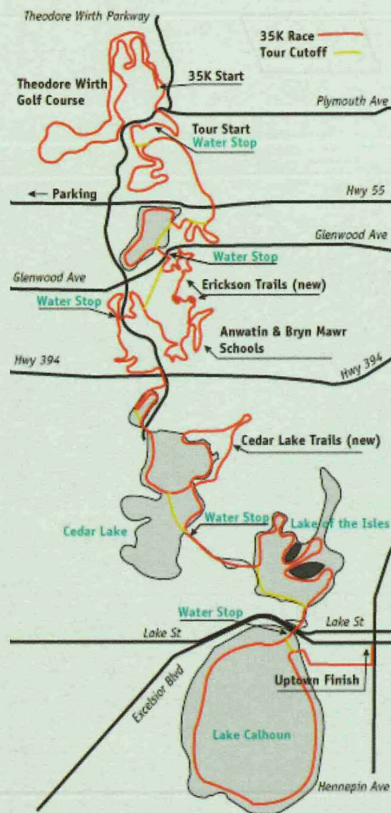 Theodore Wirth Parkway
35K Race
Tour Cutoff
35K Start
Theodore Wirth
Golf Course
Plymouth Ave
Tour Start
Water Stop
Parking
Hwy 55
Glenwood Ave
Water Stop
Glenwood Ave
Erickson Trails (new)
Water Stop
Anwatin & Bryn Mawr
Schools
Hwy 394
Hwy 394
Cedar Lake Trails (new)
Cedar Lake
Water Stop
Lake of the Isles
Water Stop
Lake St
Lake St
Excelsior Blvd
Uptown Finish
Lake Calhoun
Hennepin Ave